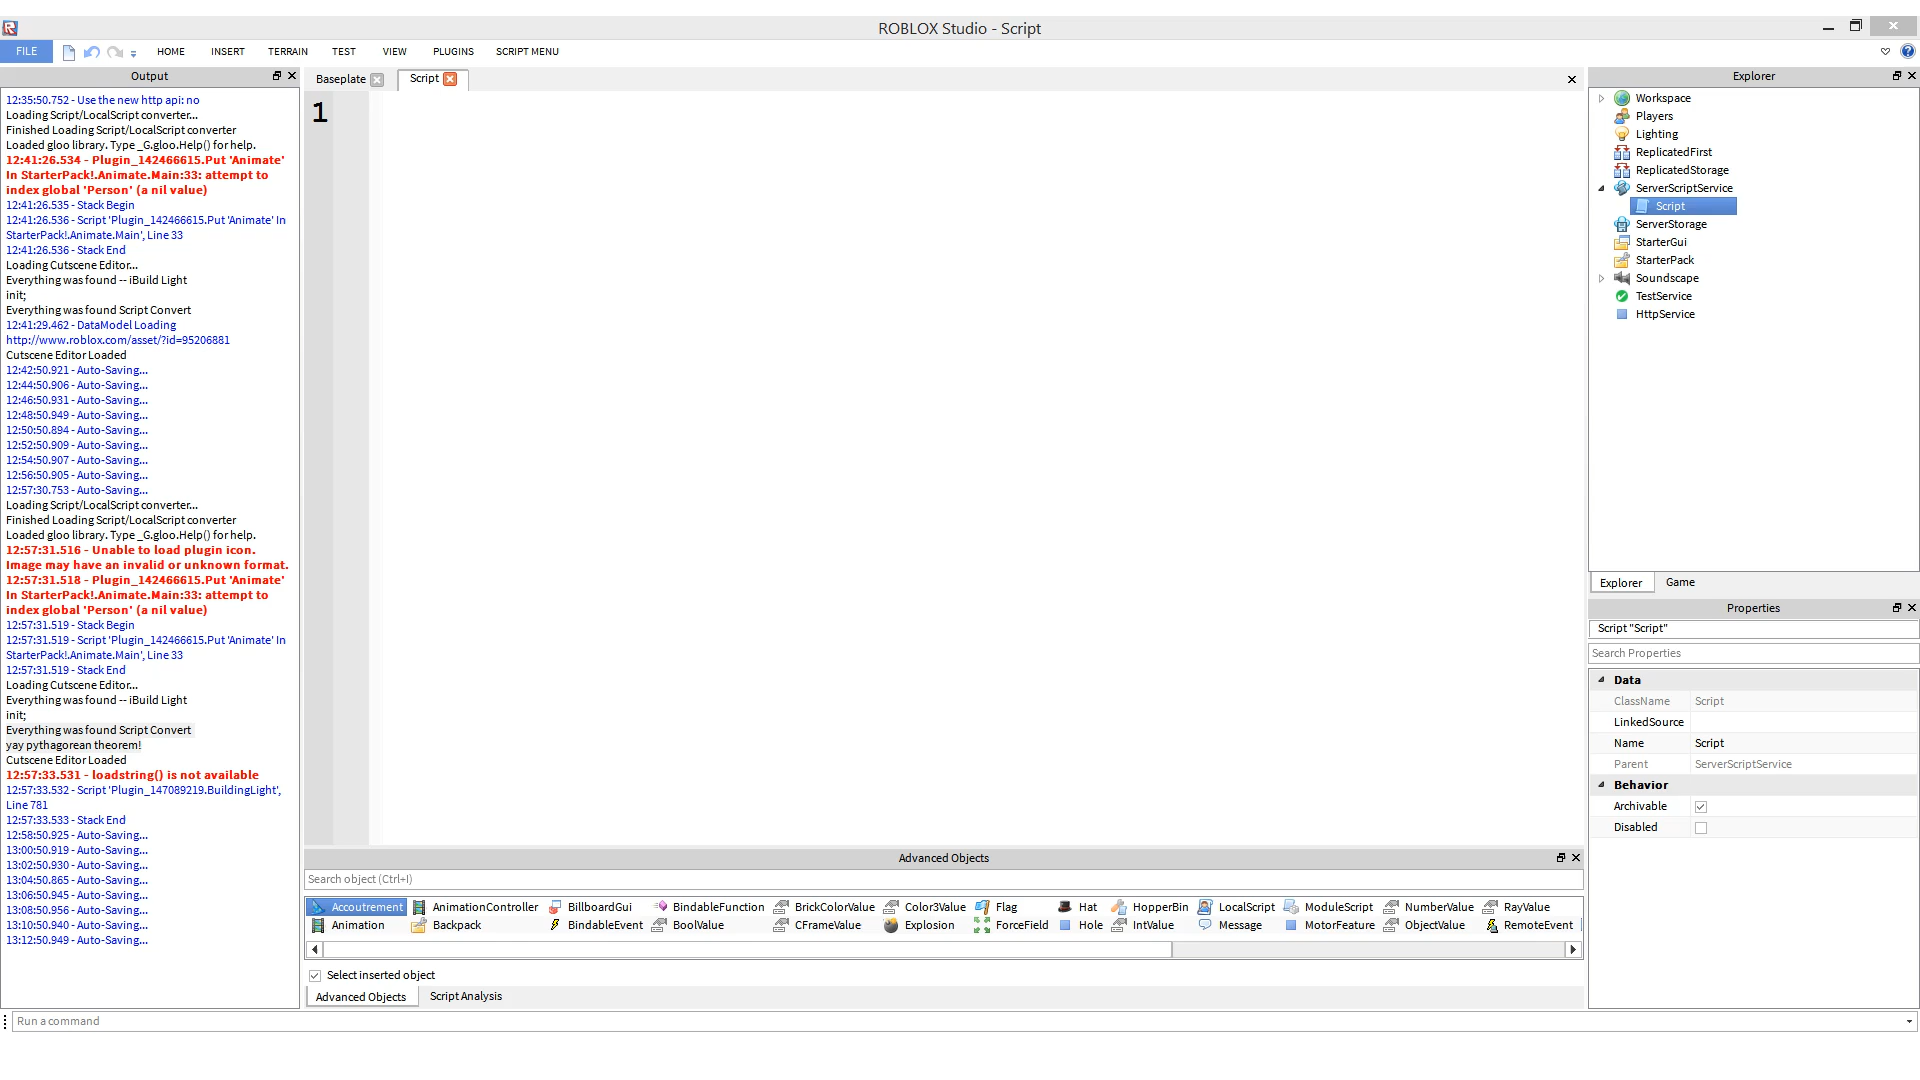 ROBLOX Studio - Script
FILE HOME INSERT TERRAIN TEST VIEW PLUGINS SCRIPT MENU
Output
12:35:50.752 - Use the new http api: no
Loading Script/LocalScript converter...
Finished Loading Script/LocalScript converter
Loaded gloo library. Type _G.gloo.Help() for help.
12:41:26.534 - Plugin_142466615.Put 'Animate'
In StarterPack!.Animate.Main:33: attempt to
index global 'Person' (a nil value)
12:41:26.535 - Stack Begin
12:41:26.536 - Script 'Plugin_142466615.Put 'Animate' In
StarterPack!.Animate.Main', Line 33
12:41:26.536 - Stack End
Loading Cutscene Editor...
Everything was found -- iBuild Light
init;
Everything was found Script Convert
12:41:29.462 - DataModel Loading
http://www.roblox.com/asset/?id=95206881
Cutscene Editor Loaded
12:42:50.921 - Auto-Saving...
12:44:50.906 - Auto-Saving...
12:46:50.931 - Auto-Saving...
12:48:50.949 - Auto-Saving...
12:50:50.894 - Auto-Saving...
12:52:50.909 - Auto-Saving...
12:54:50.907 - Auto-Saving...
12:56:50.905 - Auto-Saving...
12:57:30.753 - Auto-Saving...
Loading Script/LocalScript converter...
Finished Loading Script/LocalScript converter
Loaded gloo library. Type _G.gloo.Help() for help.
12:57:31.516 - Unable to load plugin icon.
Image may have an invalid or unknown format.
12:57:31.518 - Plugin_142466615.Put 'Animate'
In StarterPack!.Animate.Main:33: attempt to
index global 'Person' (a nil value)
12:57:31.519 - Stack Begin
12:57:31.519 - Script 'Plugin_142466615.Put 'Animate' In
StarterPack!.Animate.Main', Line 33
12:57:31.519 - Stack End
Loading Cutscene Editor...
Everything was found -- iBuild Light
init;
Everything was found Script Convert
yay pythagorean theorem!
Cutscene Editor Loaded
12:57:33.531 - loadstring() is not available
12:57:33.532 - Script 'Plugin_147089219.BuildingLight',
Line 781
12:57:33.533 - Stack End
12:58:50.925 - Auto-Saving...
13:00:50.919 - Auto-Saving...
13:02:50.930 - Auto-Saving...
13:04:50.865 - Auto-Saving...
13:06:50.945 - Auto-Saving...
13:08:50.956 - Auto-Saving...
13:10:50.940 - Auto-Saving...
13:12:50.949 - Auto-Saving...
Baseplate Script
1
Advanced Objects
Search object (Ctrl+I)
Accoutrement AnimationController BillboardGui BindableFunction BrickColorValue Color3Value Flag Hat HopperBin LocalScript ModuleScript NumberValue RayValue
Animation Backpack BindableEvent BoolValue CFrameValue Explosion ForceField Hole IntValue Message MotorFeature ObjectValue RemoteEvent
Select inserted object
Advanced Objects Script Analysis
Run a command
Explorer
Workspace
Players
Lighting
ReplicatedFirst
ReplicatedStorage
ServerScriptService
Script
ServerStorage
StarterGui
StarterPack
Soundscape
TestService
HttpService
Explorer Game
Properties
Script "Script"
Search Properties
Data
ClassName Script
LinkedSource
Name Script
Parent ServerScriptService
Behavior
Archivable
Disabled